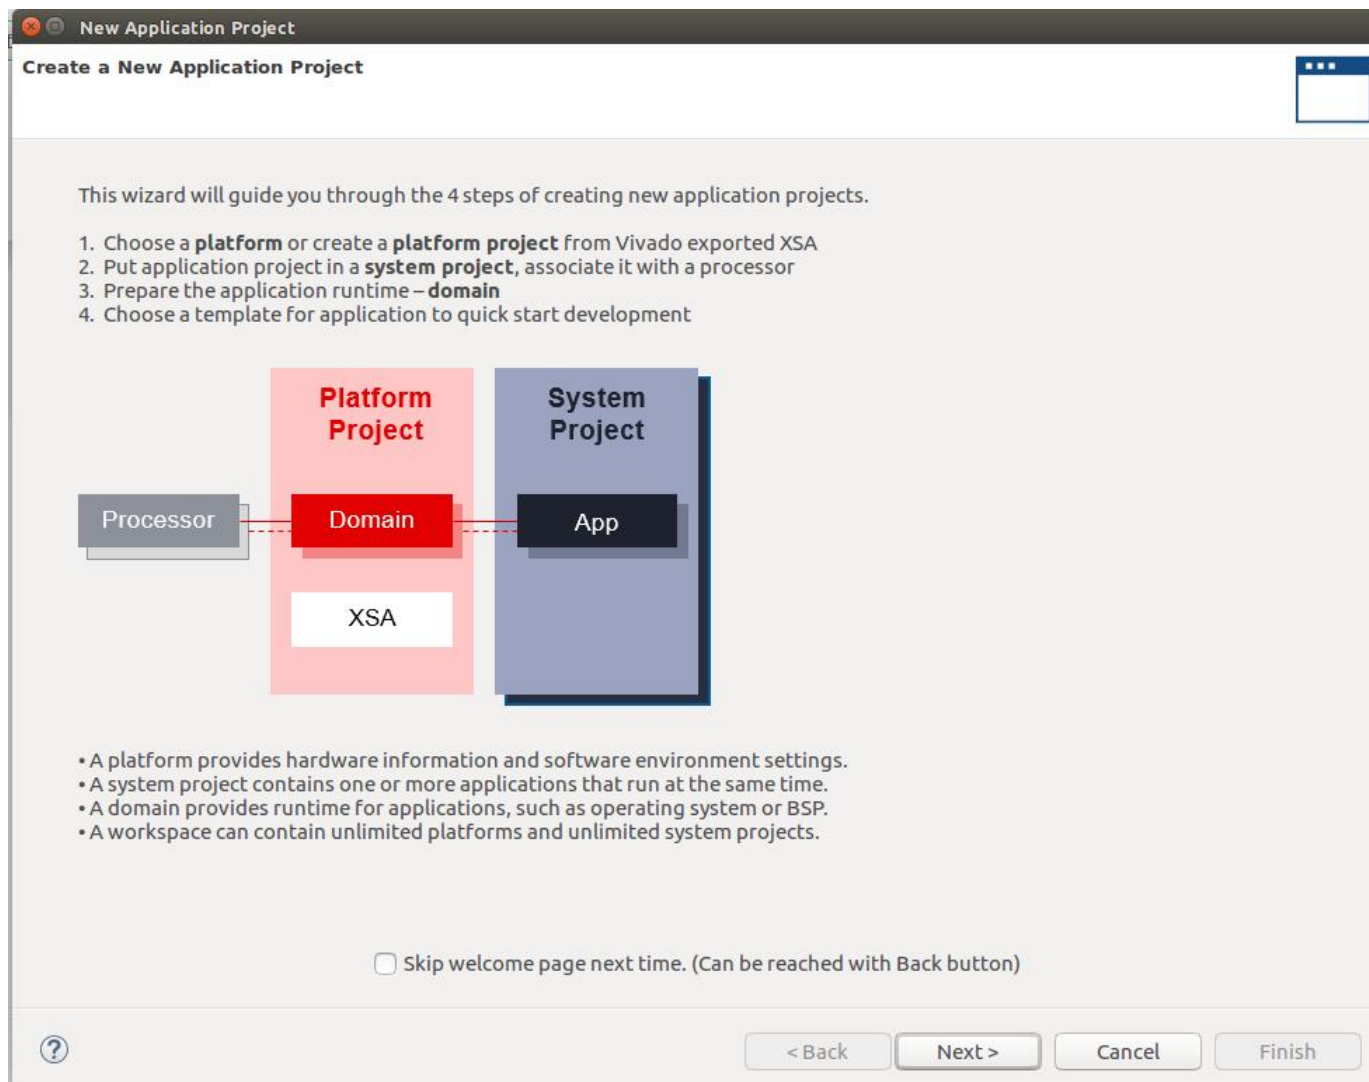 New Application Project
Create a New Application Project
This wizard will guide you through the 4 steps of creating new application projects.
1. Choose a platform or create a platform project from Vivado exported XSA
2. Put application project in a system project, associate it with a processor
3. Prepare the application runtime – domain
4. Choose a template for application to quick start development
Platform
Project
System
Project
Processor
Domain
App
XSA
• A platform provides hardware information and software environment settings.
• A system project contains one or more applications that run at the same time.
• A domain provides runtime for applications, such as operating system or BSP.
• A workspace can contain unlimited platforms and unlimited system projects.
Skip welcome page next time. (Can be reached with Back button)
?
< Back
Next >
Cancel
Finish